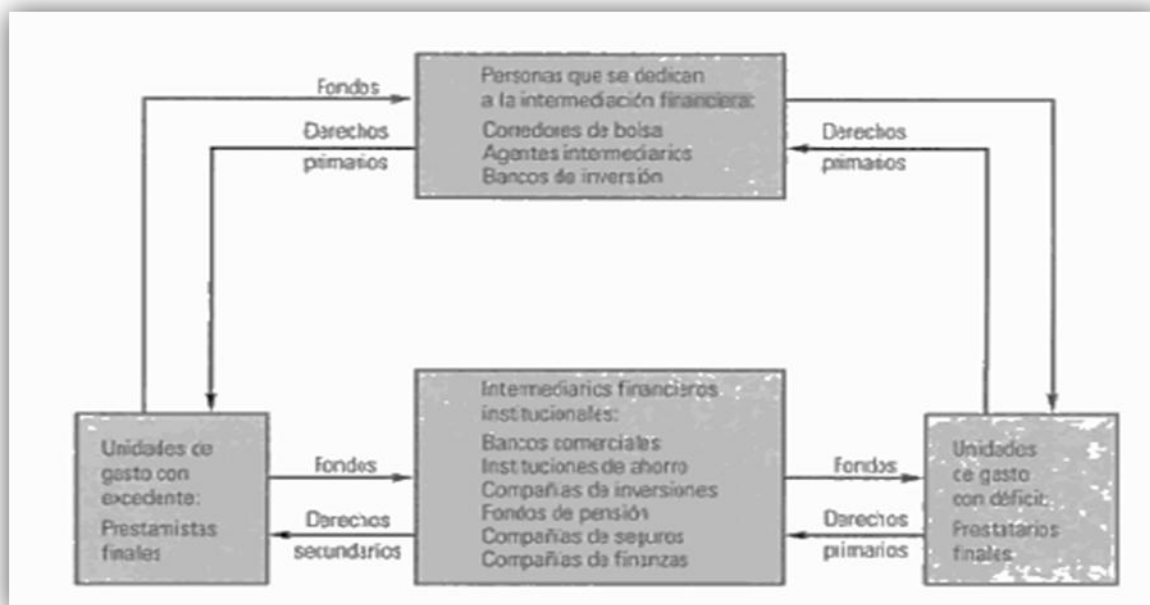 Personas que se dedican
a la intermediación financiera:
Corredores de bolsa
Agentes intermediarios
Bancos de inversión
Fondos
Derechos
primarios
Derechos
primarios
Unidades de
gasto con
excedente:
Prestamistas
finales
Fondos
Derechos
secundarios
Intermediarios financieros
institucionales:
Bancos comerciales
Instituciones de ahorro
Compañías de inversiones
Fondos de pensión
Compañías de seguros
Compañías de finanzas
Fondos
Derechos
primarios
Unidades
de gasto
con déficit:
Prestatarios
finales